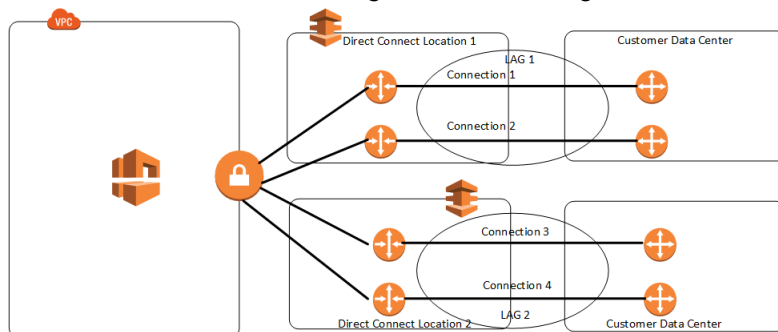 VPC
Direct Connect Location 1
Customer Data Center
LAG 1
Connection 1
Connection 2
Connection 3
Connection 4
LAG 2
Direct Connect Location 2
Customer Data Center